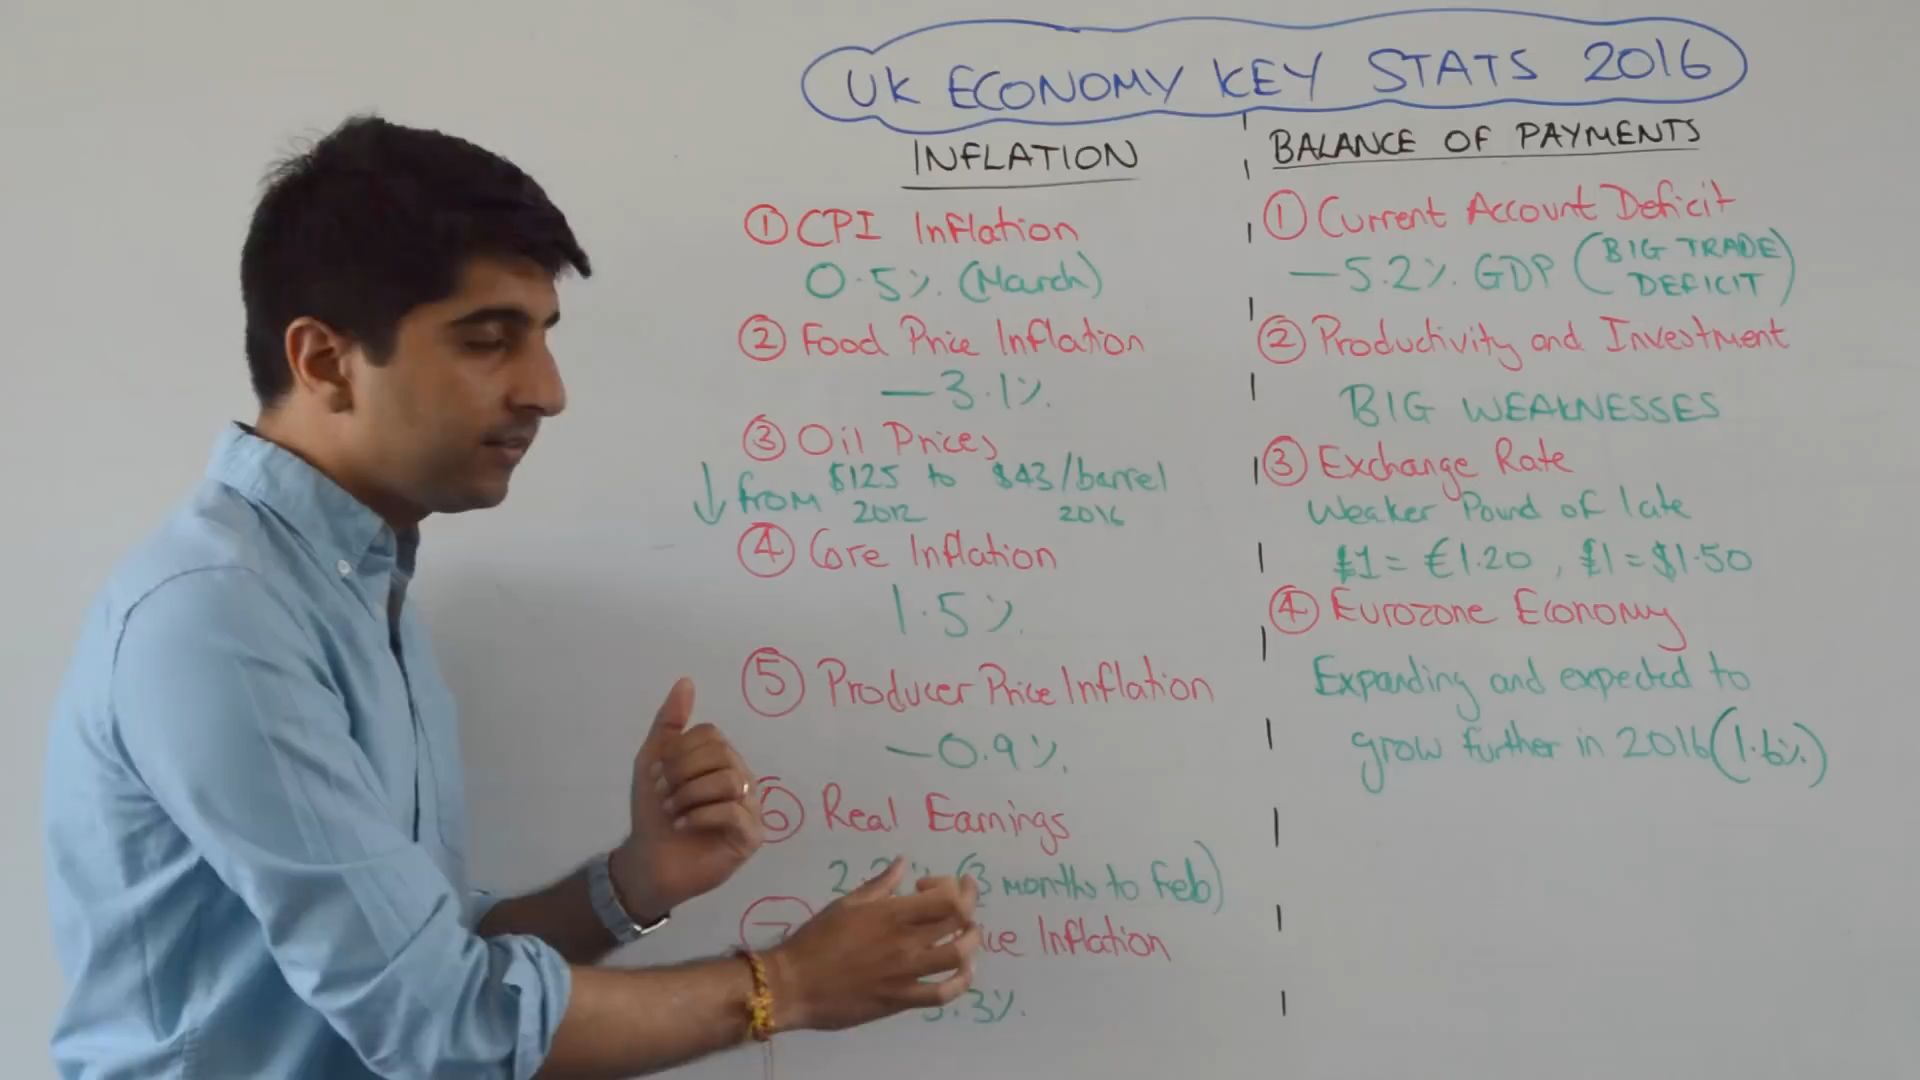 UK ECONOMY KEY STATS 2016
INFLATION
① CPI Inflation
0.5% (March)
② Food Price Inflation
-3.1%
③ Oil Prices
↓ from $125 to $43/barrel
2012 2016
④ Core Inflation
1.5%
⑤ Producer Price Inflation
-0.9%
⑥ Real Earnings
(3 months to Feb)
⑦ Inflation
BALANCE OF PAYMENTS
① Current Account Deficit
-5.2% GDP (BIG TRADE
DEFICIT)
② Productivity and Investment
BIG WEAKNESSES
③ Exchange Rate
Weaker Pound of late
£1 = €1.20 , £1 = $1.50
④ Eurozone Economy
Expanding and expected to
grow further in 2016 (1.6%)